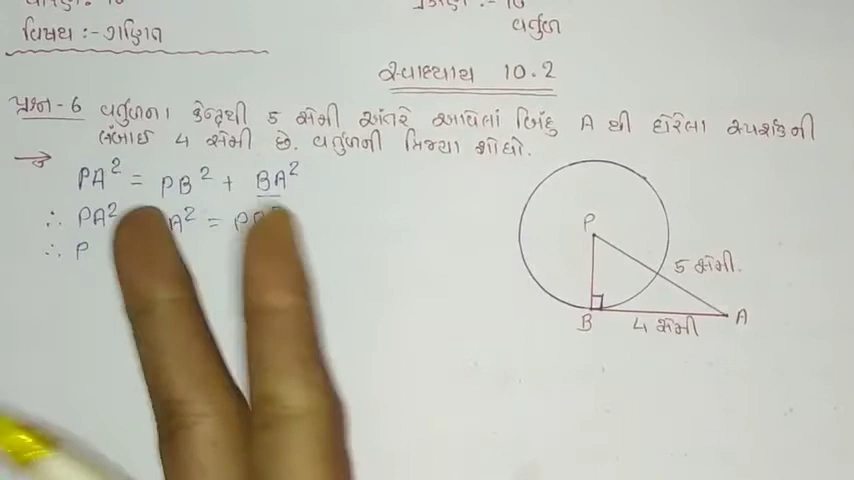 વિષય :- ગણિત
વર્તુળ
સ્વાધ્યાય 10.2
પ્રશ્ન-6 વર્તુળના કેન્દ્રથી 5 સેમી અંતરે આવેલાં બિંદુ A થી દોરેલા સ્પર્શકની
લંબાઈ 4 સેમી છે. વર્તુળની ત્રિજ્યા શોધો.
→ PA² = PB² + BA²
∴ PA² A² =
∴ P
P
5 સેમી.
B 4 સેમી A